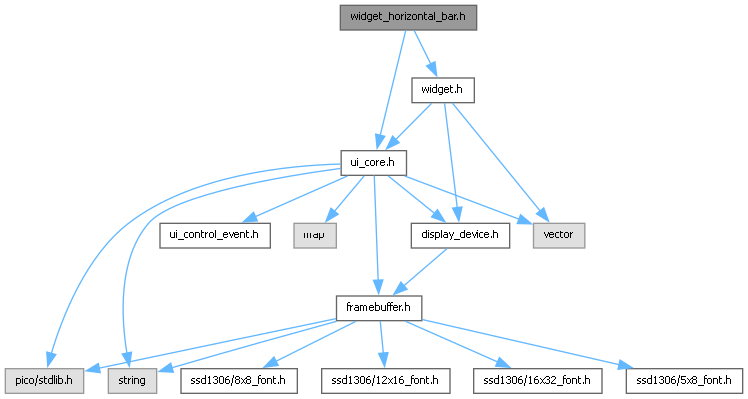 widget_horizontal_bar.h
widget.h
ui_core.h
ui_control_event.h
map
display_device.h
vector
framebuffer.h
pico/stdlib.h
string
ssd1306/8x8_font.h
ssd1306/12x16_font.h
ssd1306/16x32_font.h
ssd1306/5x8_font.h